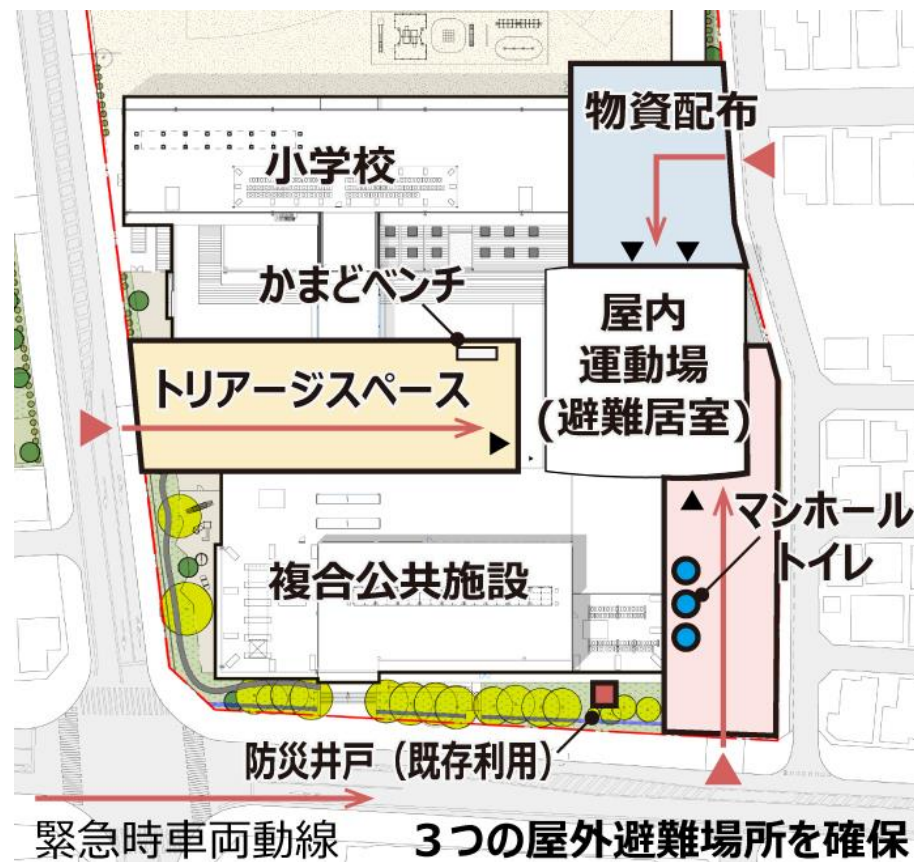 物資配布
小学校
かまどベンチ
屋内
運動場
(避難居室)
トリアージスペース
マンホール
トイレ
複合公共施設
防災井戸（既存利用）
緊急時車両動線
３つの屋外避難場所を確保